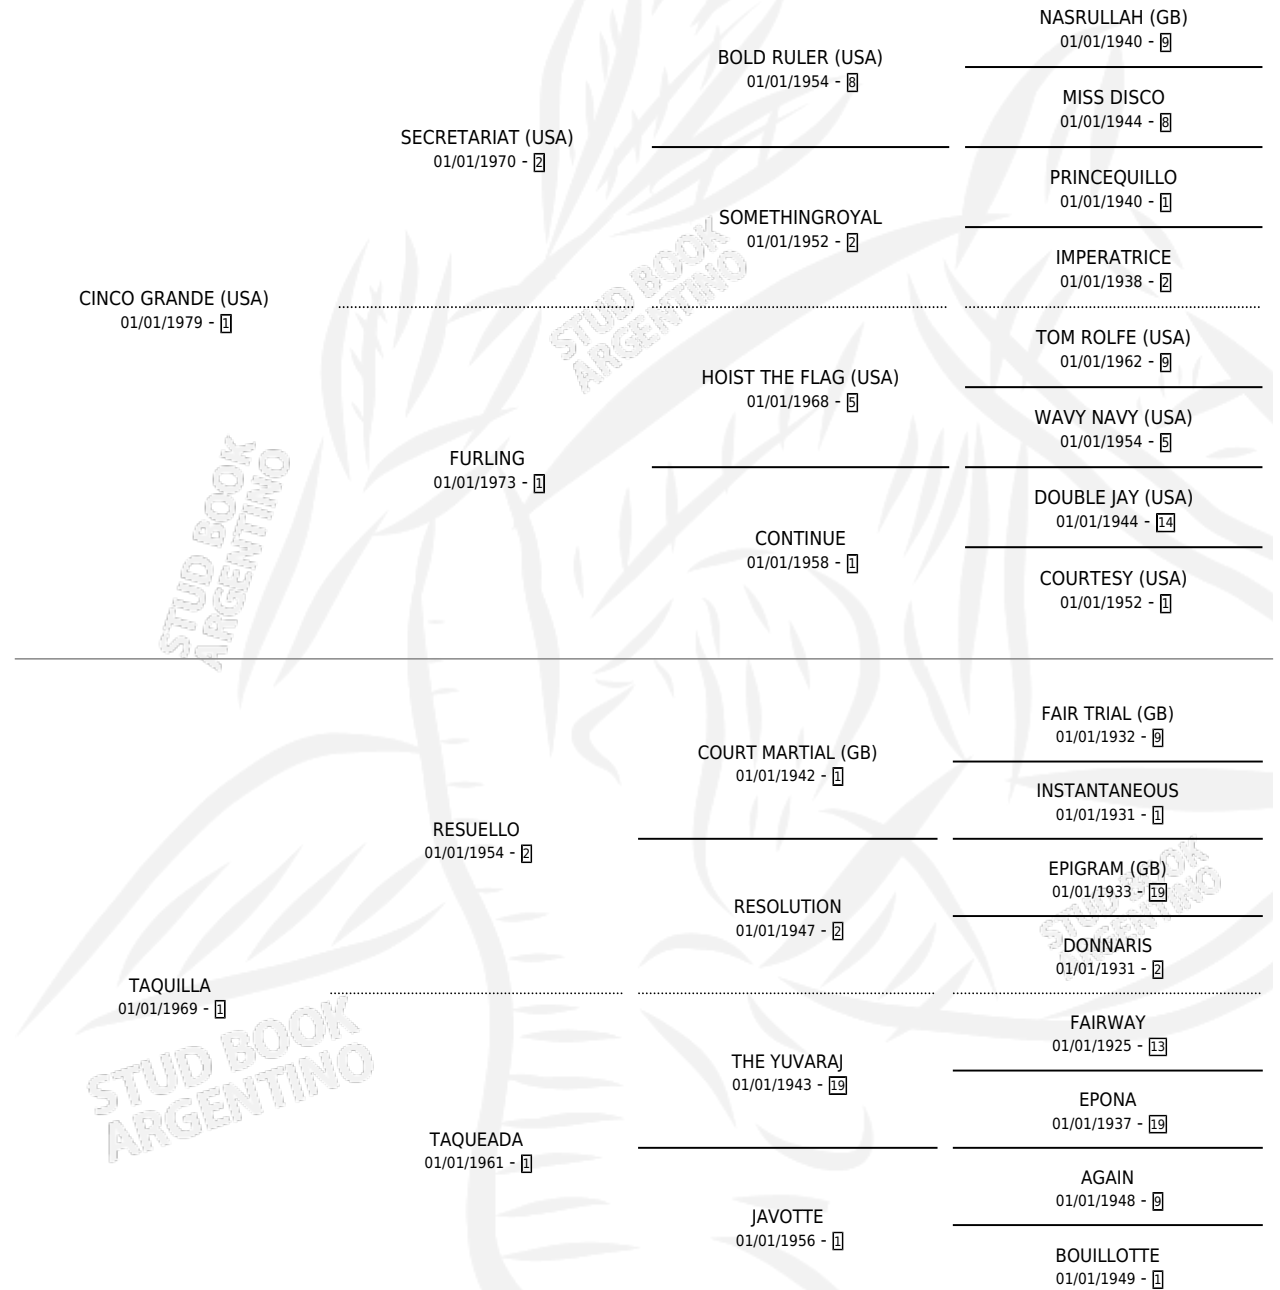 NASRULLAH (GB)
01/01/1940 - 9
BOLD RULER (USA)
01/01/1954 - 8
MISS DISCO
01/01/1944 - 8
SECRETARIAT (USA)
01/01/1970 - 2
PRINCEQUILLO
01/01/1940 - 1
SOMETHINGROYAL
01/01/1952 - 2
IMPERATRICE
01/01/1938 - 2
CINCO GRANDE (USA)
01/01/1979 - 1
TOM ROLFE (USA)
01/01/1962 - 9
HOIST THE FLAG (USA)
01/01/1968 - 5
WAVY NAVY (USA)
01/01/1954 - 5
FURLING
01/01/1973 - 1
DOUBLE JAY (USA)
01/01/1944 - 14
CONTINUE
01/01/1958 - 1
COURTESY (USA)
01/01/1952 - 1
STUD BOOK
ARGENTINO
STUD BOOK
ARGENTINO
FAIR TRIAL (GB)
01/01/1932 - 9
COURT MARTIAL (GB)
01/01/1942 - 1
INSTANTANEOUS
01/01/1931 - 1
RESUELLO
01/01/1954 - 2
EPIGRAM (GB)
01/01/1933 - 19
RESOLUTION
01/01/1947 - 2
DONNARIS
01/01/1931 - 2
TAQUILLA
01/01/1969 - 1
FAIRWAY
01/01/1925 - 13
THE YUVARAJ
01/01/1943 - 19
EPONA
01/01/1937 - 19
TAQUEADA
01/01/1961 - 1
AGAIN
01/01/1948 - 9
JAVOTTE
01/01/1956 - 1
BOUILLOTTE
01/01/1949 - 1
STUD BOOK
ARGENTINO
STUD BOOK
ARGENTINO